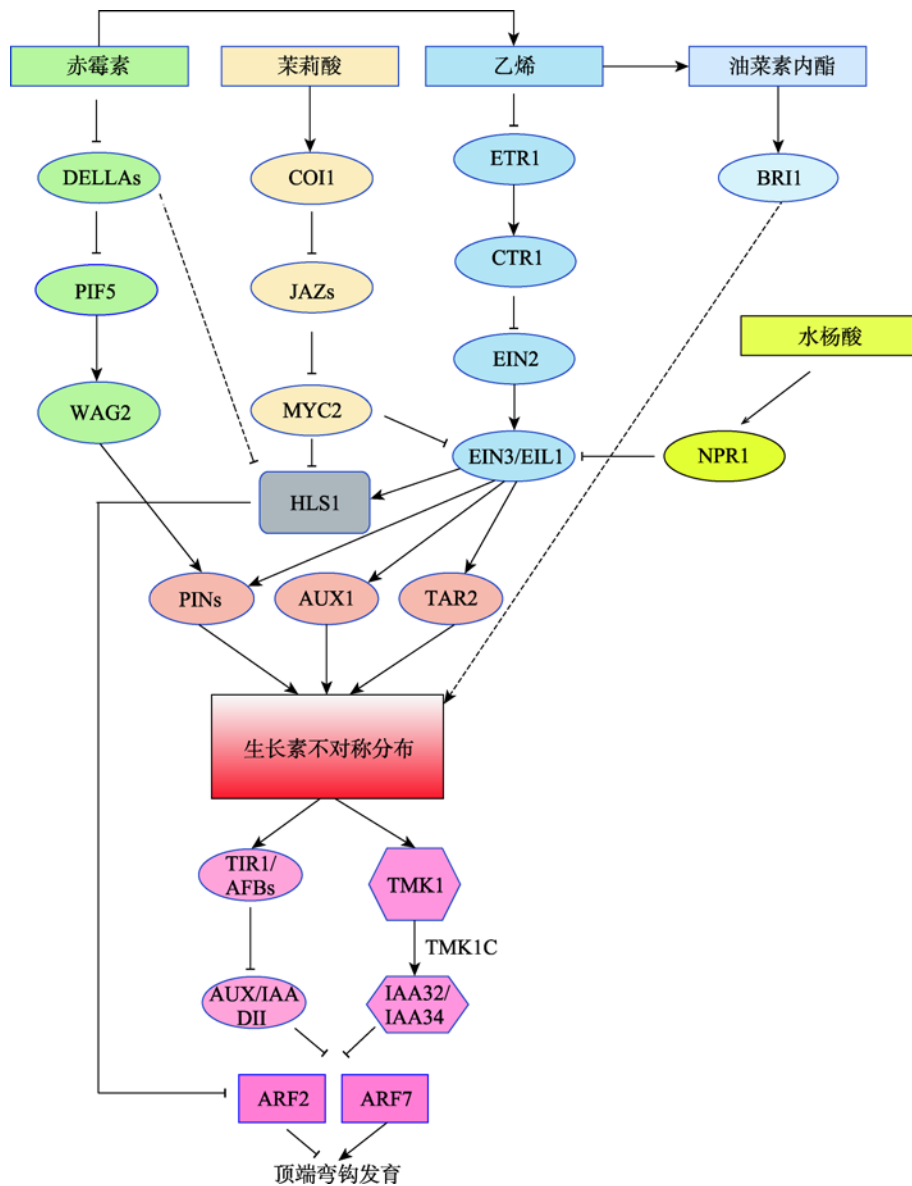 赤霉素
茉莉酸
乙烯
油菜素内酯
DELLAs
COI1
ETR1
BRI1
PIF5
JAZs
CTR1
水杨酸
WAG2
MYC2
EIN2
EIN3/EIL1
NPR1
HLS1
PINs
AUX1
TAR2
生长素不对称分布
TIR1/
AFBs
TMK1
TMK1C
AUX/IAA
DII
IAA32/
IAA34
ARF2
ARF7
顶端弯钩发育